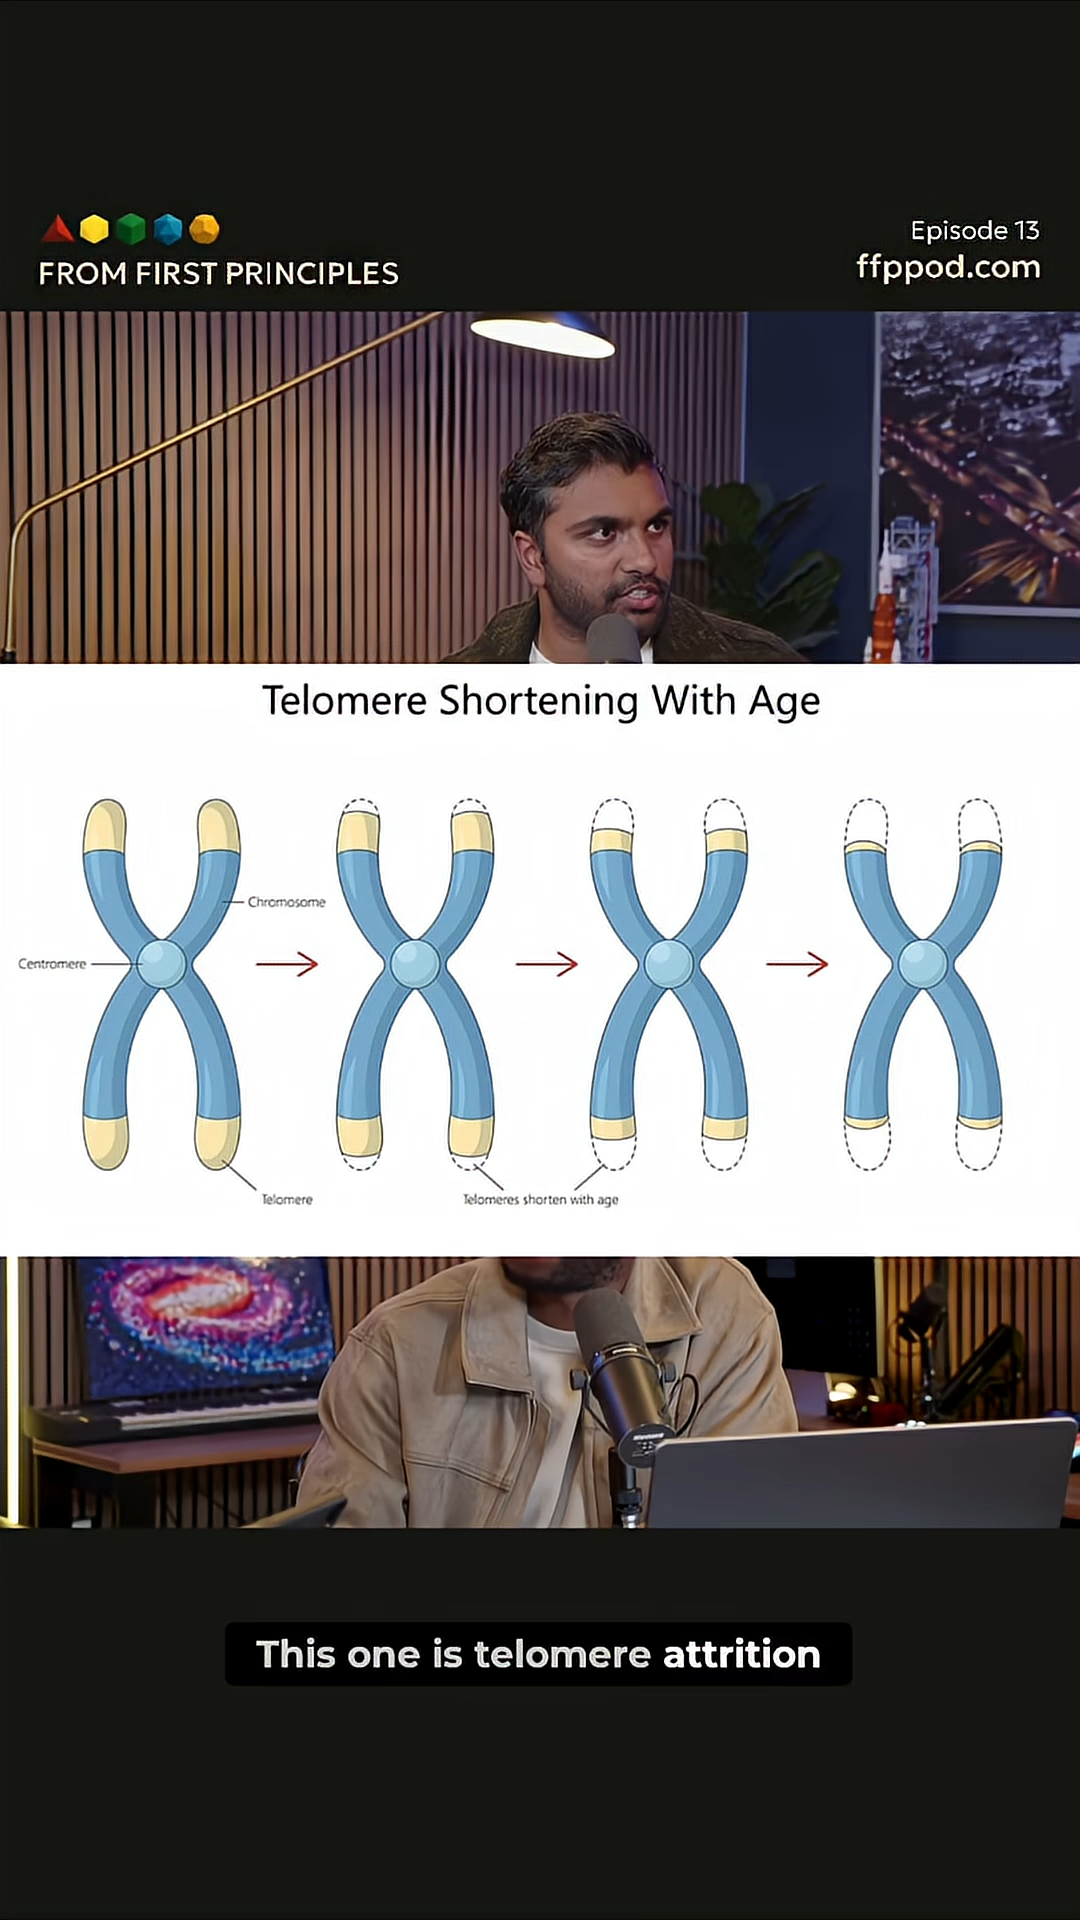 FROM FIRST PRINCIPLES
Episode 13
ffppod.com
Telomere Shortening With Age
Chromosome
Centromere
Telomere
Telomeres shorten with age
This one is telomere attrition